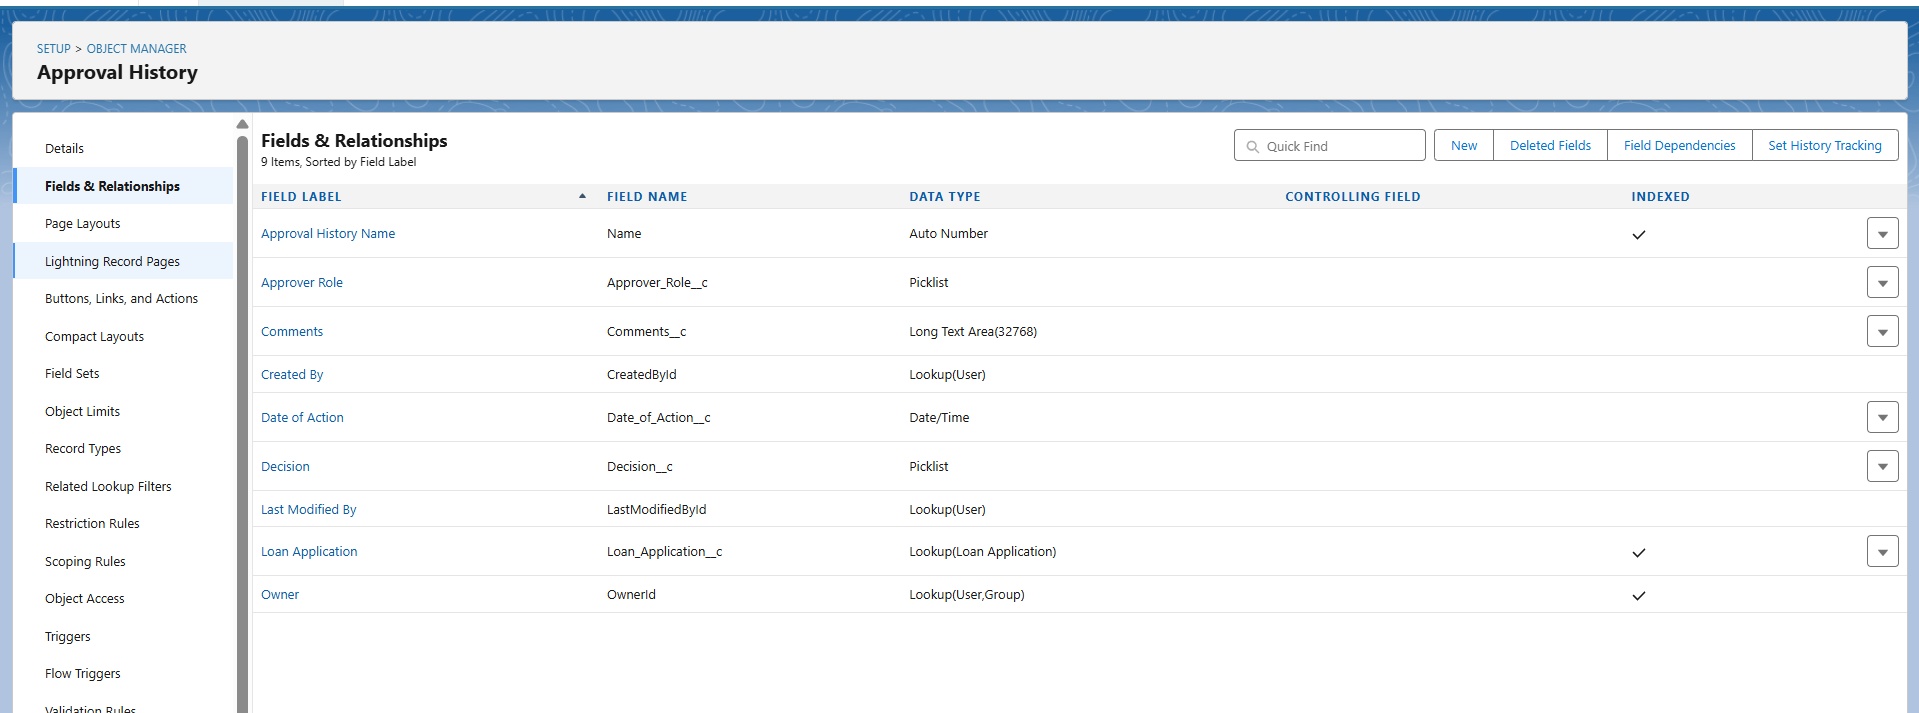 SETUP > OBJECT MANAGER
Approval History
Details
Fields & Relationships
Page Layouts
Lightning Record Pages
Buttons, Links, and Actions
Compact Layouts
Field Sets
Object Limits
Record Types
Related Lookup Filters
Restriction Rules
Scoping Rules
Object Access
Triggers
Flow Triggers
Validation Rules
Fields & Relationships
9 Items, Sorted by Field Label
Quick Find
New Deleted Fields Field Dependencies Set History Tracking
FIELD LABEL FIELD NAME DATA TYPE CONTROLLING FIELD INDEXED
Approval History Name Name Auto Number
Approver Role Approver_Role__c Picklist
Comments Comments__c Long Text Area(32768)
Created By CreatedById Lookup(User)
Date of Action Date_of_Action__c Date/Time
Decision Decision__c Picklist
Last Modified By LastModifiedById Lookup(User)
Loan Application Loan_Application__c Lookup(Loan Application)
Owner OwnerId Lookup(User,Group)